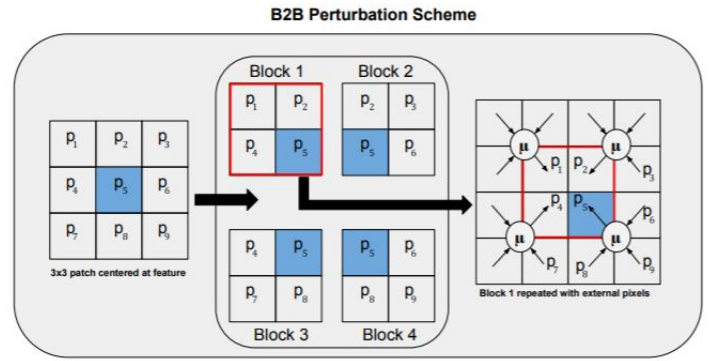 B2B Perturbation Scheme
Block 1 Block 2
p1 p2 p3
p4 p5 p6
p7 p8 p9
3x3 patch centered at feature
p1 p2
p4 p5
p2 p3
p5 p6
p4 p5
p7 p8
p5 p6
p8 p9
Block 3 Block 4
μ μ
p1 p2 p3
p4 p5 p6
μ μ
p7 p8 p9
Block 1 repeated with external pixels